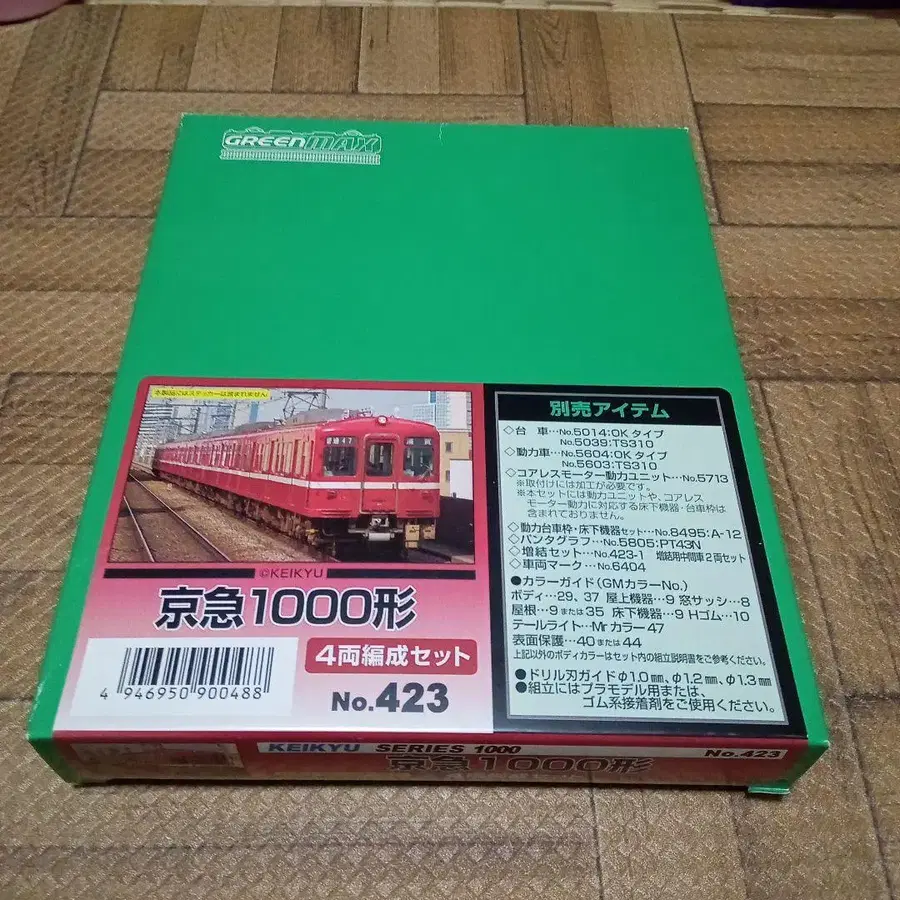 GREENMAX
本製品にはステッカーは含まれません
©KEIKYU
京急1000形
4両編成セット
No.423
4 946950 900488
別売アイテム
◇台　車…No.5014:OKタイプ
No.5039:TS310
◇動力車…No.5604:OKタイプ
No.5603:TS310
◇コアレスモーター動力ユニット…No.5713
※取付けには加工が必要です。
※本セットには動力ユニットや、コアレス
モーター動力に対応する床下機器・台車枠は
含まれておりません。
◇動力台車枠・床下機器セット…No.8495:A-12
◇パンタグラフ…No.5805:PT43N
◇増結セット…No.423-1 増結用中間車2両セット
◇車両マーク…No.6404
●カラーガイド(GMカラーNo.)
ボディ…29、37 屋上機器…9 窓サッシ…8
屋根…9または35 床下機器…9 Hゴム…10
テールライト…Mrカラー47
表面保護…40または44
上記以外のボディカラーはセット内の組立説明書をご参考ください。
●ドリル刃ガイドφ1.0㎜、φ1.2㎜、φ1.3㎜
●組立にはプラモデル用または、
ゴム系接着剤をご使用ください。
KEIKYU SERIES 1000
京急1000形
No.423